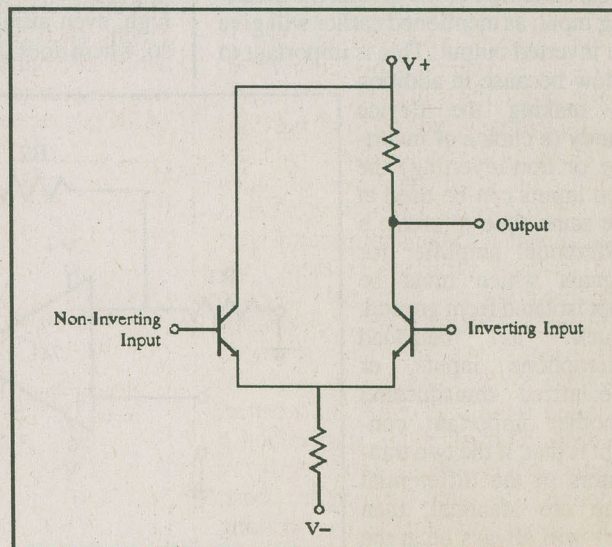 V+
Output
Non-Inverting
Input
Inverting Input
V−